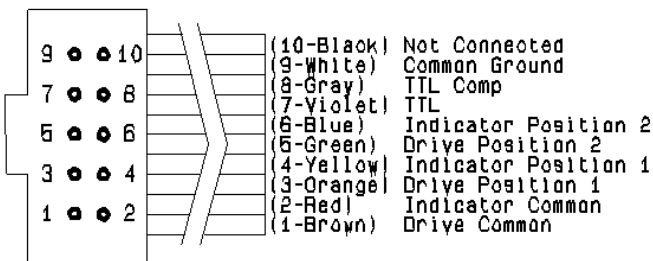 9 10
7 8
5 6
3 4
1 2
(10-Black) Not Connected
(9-White) Common Ground
(8-Gray) TTL Comp
(7-Violet) TTL
(6-Blue) Indicator Position 2
(5-Green) Drive Position 2
(4-Yellow) Indicator Position 1
(3-Orange) Drive Position 1
(2-Red) Indicator Common
(1-Brown) Drive Common